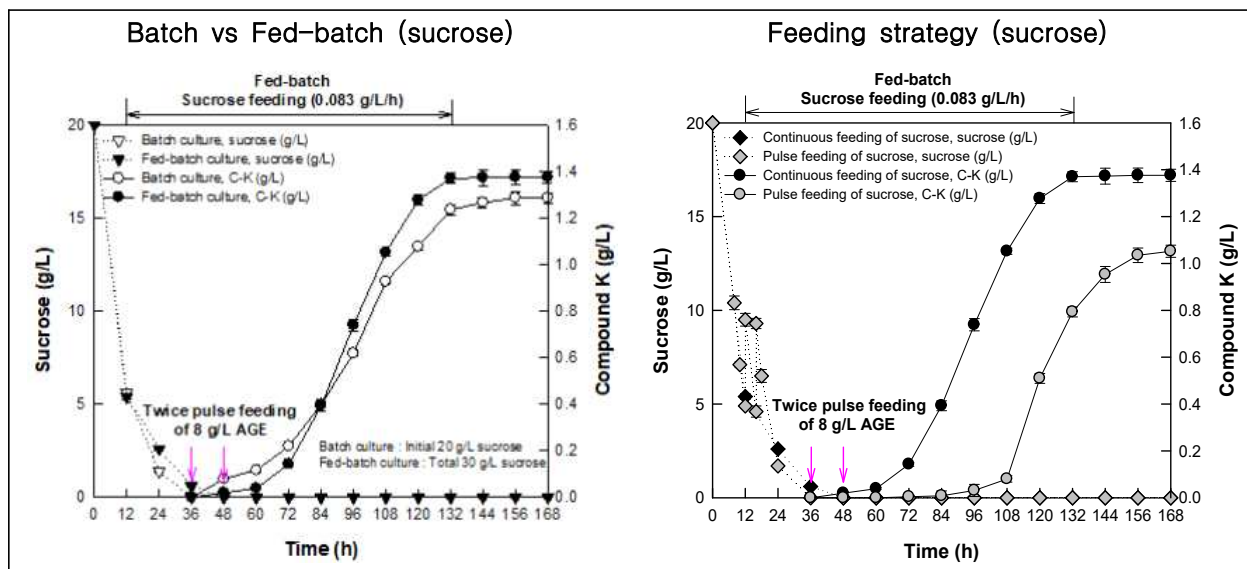 Batch vs Fed-batch (sucrose)
Fed-batch
Sucrose feeding (0.083 g/L/h)
20
15
10
5
0
Sucrose (g/L)
Batch culture, sucrose (g/L)
Fed-batch culture, sucrose (g/L)
Batch culture, C-K (g/L)
Fed-batch culture, C-K (g/L)
Twice pulse feeding
of 8 g/L AGE
Batch culture : Initial 20 g/L sucrose
Fed-batch culture : Total 30 g/L sucrose
1.6
1.4
1.2
1.0
0.8
0.6
0.4
0.2
0.0
Compound K (g/L)
0 12 24 36 48 60 72 84 96 108 120 132 144 156 168
Time (h)
Feeding strategy (sucrose)
Fed-batch
Sucrose feeding (0.083 g/L/h)
20
15
10
5
0
Sucrose (g/L)
Continuous feeding of sucrose, sucrose (g/L)
Pulse feeding of sucrose, sucrose (g/L)
Continuous feeding of sucrose, C-K (g/L)
Pulse feeding of sucrose, C-K (g/L)
Twice pulse feeding
of 8 g/L AGE
1.6
1.4
1.2
1.0
0.8
0.6
0.4
0.2
0.0
Compound K (g/L)
0 12 24 36 48 60 72 84 96 108 120 132 144 156 168
Time (h)